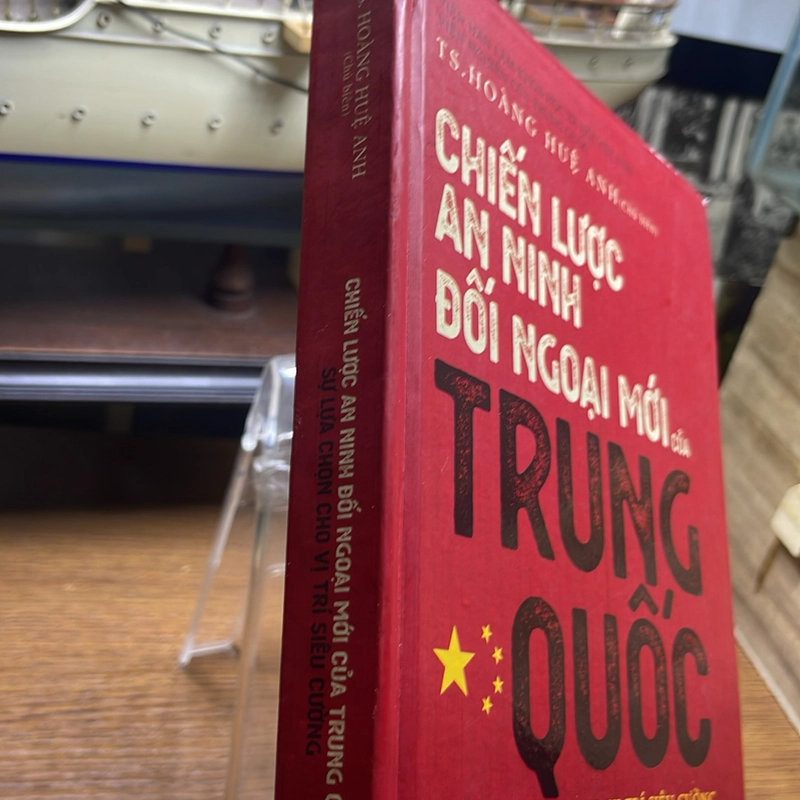 TS. HOÀNG HUỆ ANH
CHIẾN LƯỢC
AN NINH
ĐỐI NGOẠI MỚI CỦA
TRUNG
QUỐC
HOÀNG HUỆ ANH
(Chủ biên)
CHIẾN LƯỢC AN NINH ĐỐI NGOẠI MỚI CỦA TRUNG
SỰ LỰA CHỌN CHO VỊ TRÍ SIÊU CƯỜNG